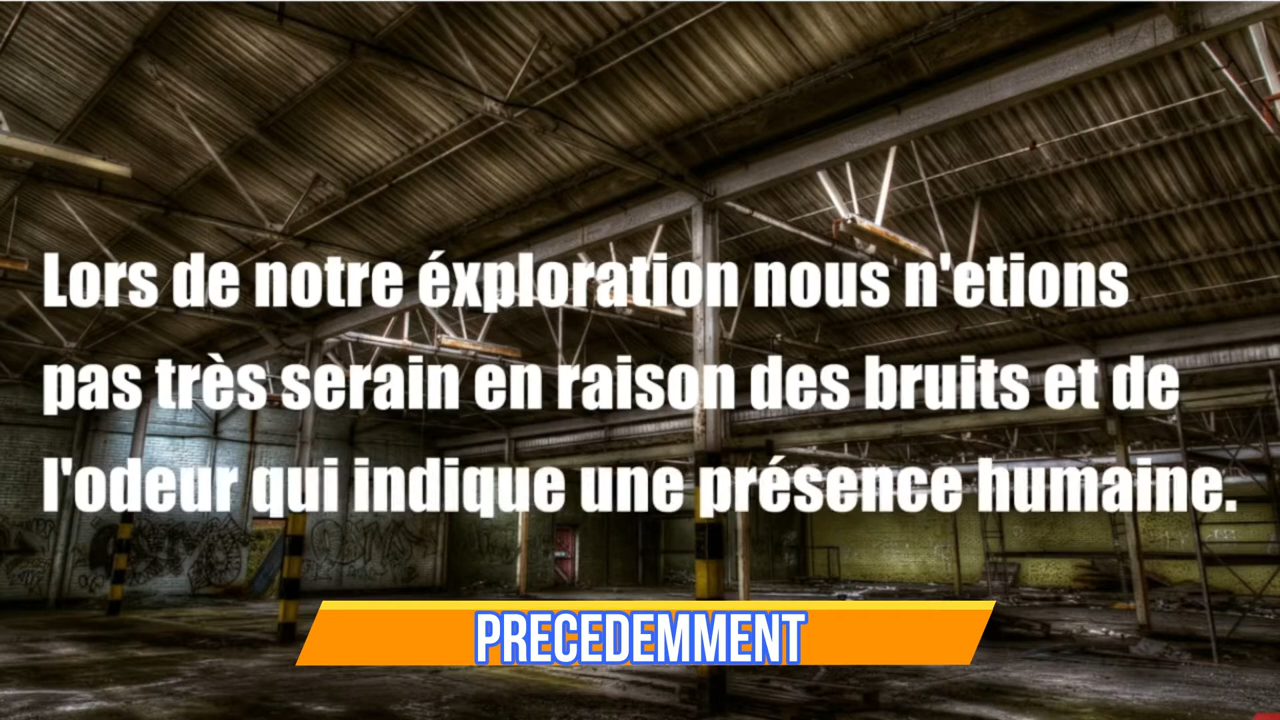 Lors de notre éxploration nous n'etions
pas très serain en raison des bruits et de
l'odeur qui indique une présence humaine.
PRECEDEMMENT